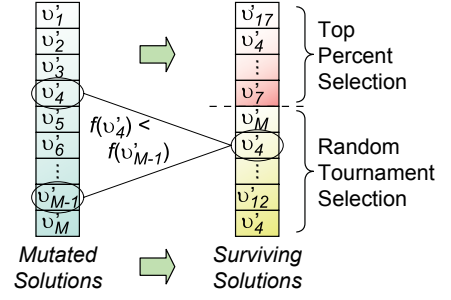 υ'1
υ'2
υ'3
υ'4
υ'5
υ'6
⋮
υ'M-1
υ'M
Mutated
Solutions
f(υ'4) <
f(υ'M-1)
υ'17
υ'4
⋮
υ'7
υ'M
υ'4
⋮
υ'12
υ'4
Surviving
Solutions
Top
Percent
Selection
Random
Tournament
Selection